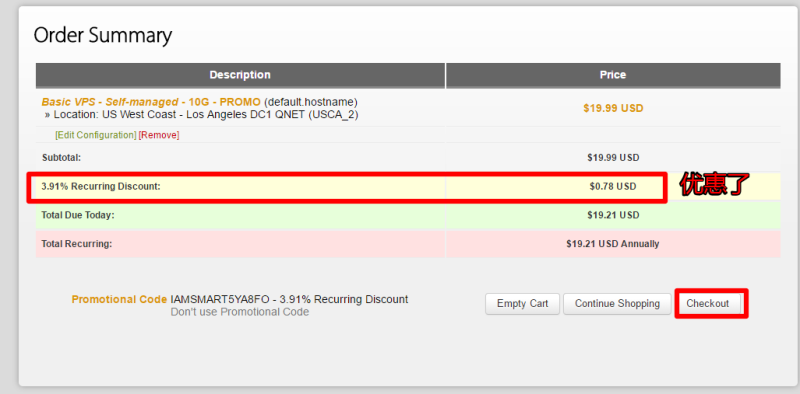 Order Summary
Description Price
Basic VPS - Self-managed - 10G - PROMO (default.hostname) $19.99 USD
» Location: US West Coast - Los Angeles DC1 QNET (USCA_2)
[Edit Configuration] [Remove]
Subtotal: $19.99 USD
3.91% Recurring Discount: $0.78 USD 优惠了
Total Due Today: $19.21 USD
Total Recurring: $19.21 USD Annually
Promotional Code IAMSMART5YA8FO - 3.91% Recurring Discount
Don't use Promotional Code
Empty Cart Continue Shopping Checkout